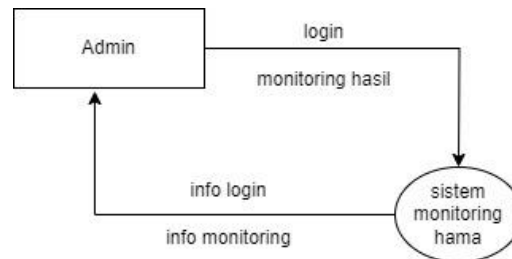 login
Admin
monitoring hasil
info login
info monitoring
sistem
monitoring
hama